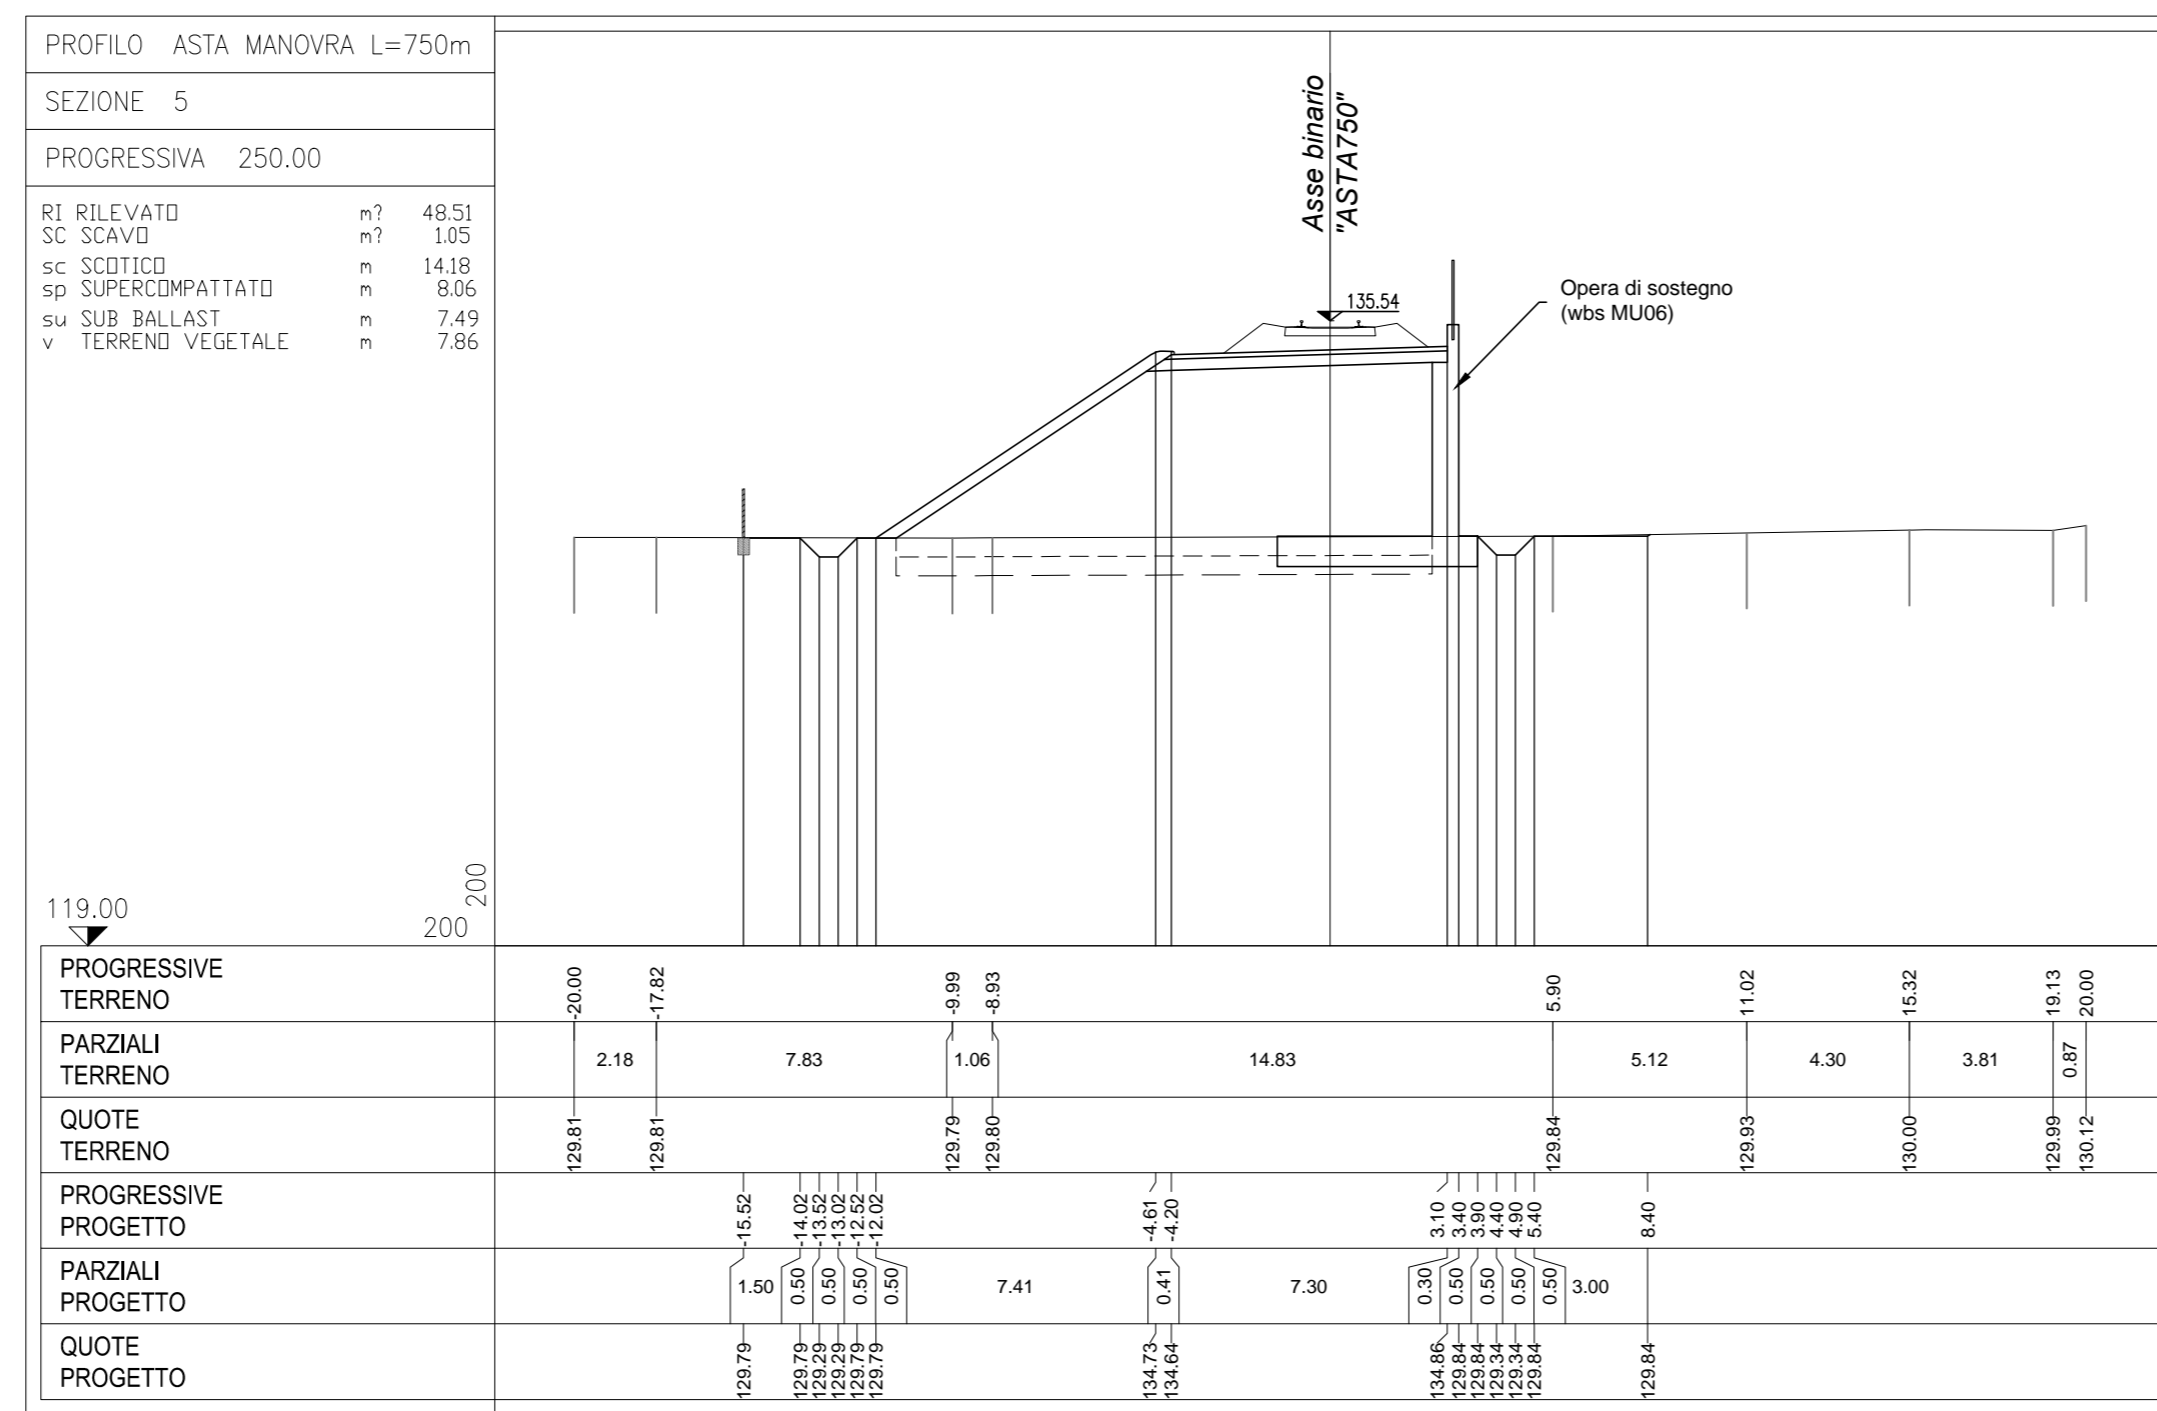 PROFILO ASTA MANOVRA L=750m
SEZIONE 5
PROGRESSIVA 250.00
RI RILEVATO m? 48.51
SC SCAVO m? 1.05
sc SCOTICO m 14.18
sp SUPERCOMPATTATO m 8.06
su SUB BALLAST m 7.49
v TERRENO VEGETALE m 7.86
Asse binario
"ASTA750"
135.54
Opera di sostegno
(wbs MU06)
119.00
200
200
PROGRESSIVE
TERRENO
-20.00 -17.82 -9.99 -8.93 5.90 11.02 15.32 19.13 20.00
PARZIALI
TERRENO
2.18 7.83 1.06 14.83 5.12 4.30 3.81 0.87
QUOTE
TERRENO
129.81 129.81 129.79 129.80 129.84 129.93 130.00 129.99 130.12
PROGRESSIVE
PROGETTO
-15.52 -14.02 -13.52 -13.02 -12.52 -12.02 -4.61 -4.20 3.10 3.40 3.90 4.40 4.90 5.40 8.40
PARZIALI
PROGETTO
1.50 0.50 0.50 0.50 0.50 7.41 0.41 7.30 0.30 0.50 0.50 0.50 0.50 3.00
QUOTE
PROGETTO
129.79 129.79 129.29 129.29 129.79 129.79 134.73 134.64 134.86 129.84 129.84 129.34 129.34 129.84 129.84